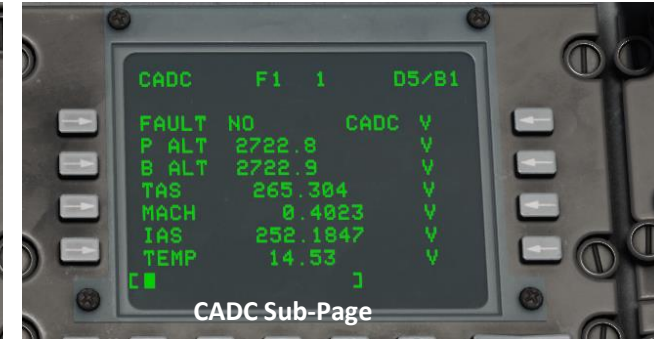 CADC F1 1 D5/B1
FAULT NO CADC V
P ALT 2722.8 V
B ALT 2722.9 V
TAS 265.304 V
MACH 0.4023 V
IAS 252.1847 V
TEMP 14.53 V
[ ]
CADC Sub-Page